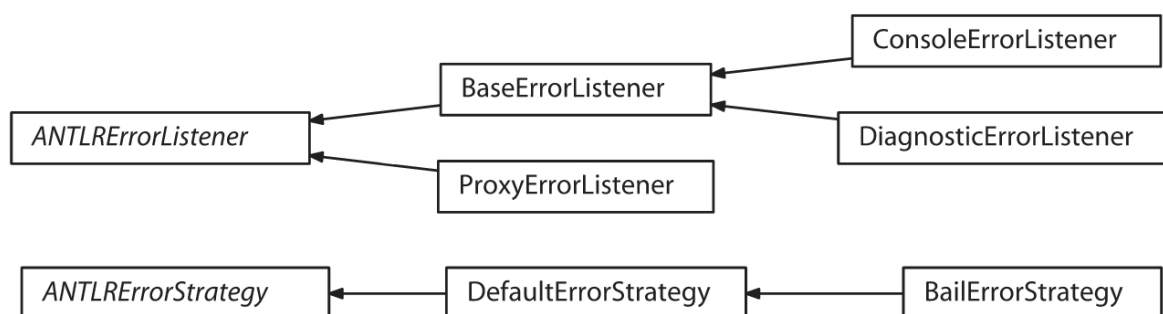 ConsoleErrorListener
BaseErrorListener
ANTLRErrorListener
DiagnosticErrorListener
ProxyErrorListener
ANTLRErrorStrategy
DefaultErrorStrategy
BailErrorStrategy